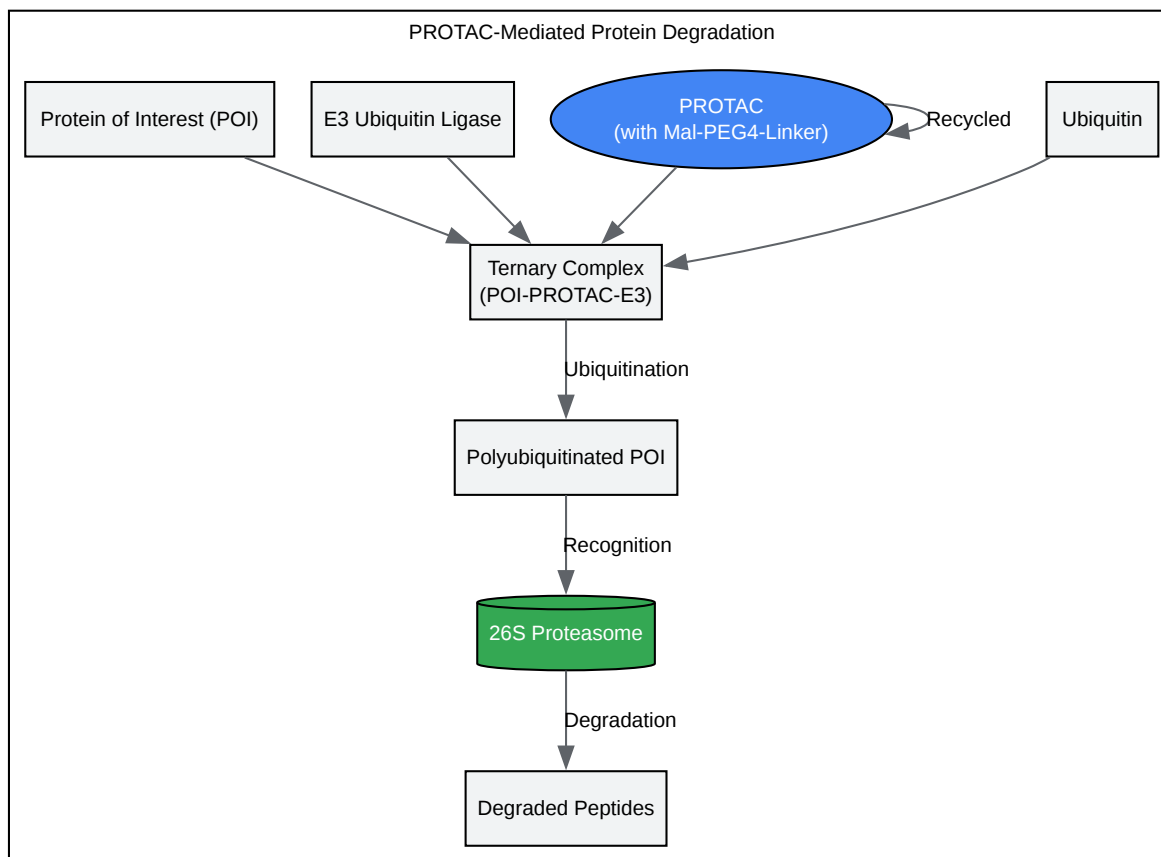 PROTAC-Mediated Protein Degradation
Protein of Interest (POI)
E3 Ubiquitin Ligase
PROTAC
(with Mal-PEG4-Linker)
Recycled
Ubiquitin
Ternary Complex
(POI-PROTAC-E3)
Ubiquitination
Polyubiquitinated POI
Recognition
26S Proteasome
Degradation
Degraded Peptides